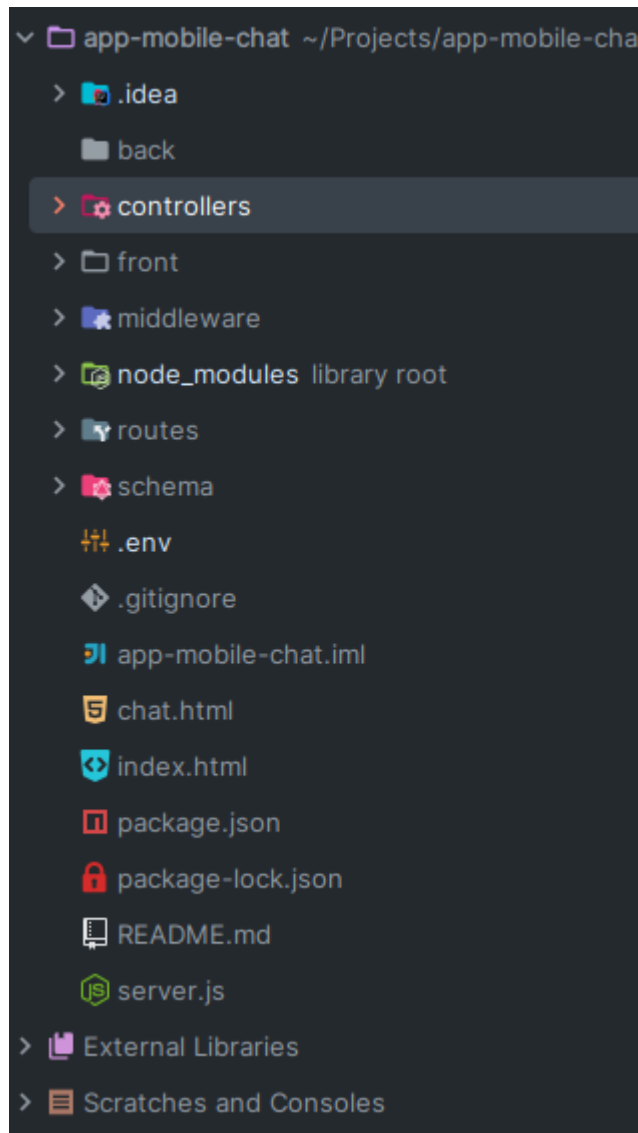 app-mobile-chat ~/Projects/app-mobile-cha
.idea
back
controllers
front
middleware
node_modules library root
routes
schema
.env
.gitignore
app-mobile-chat.iml
chat.html
index.html
package.json
package-lock.json
README.md
server.js
External Libraries
Scratches and Consoles